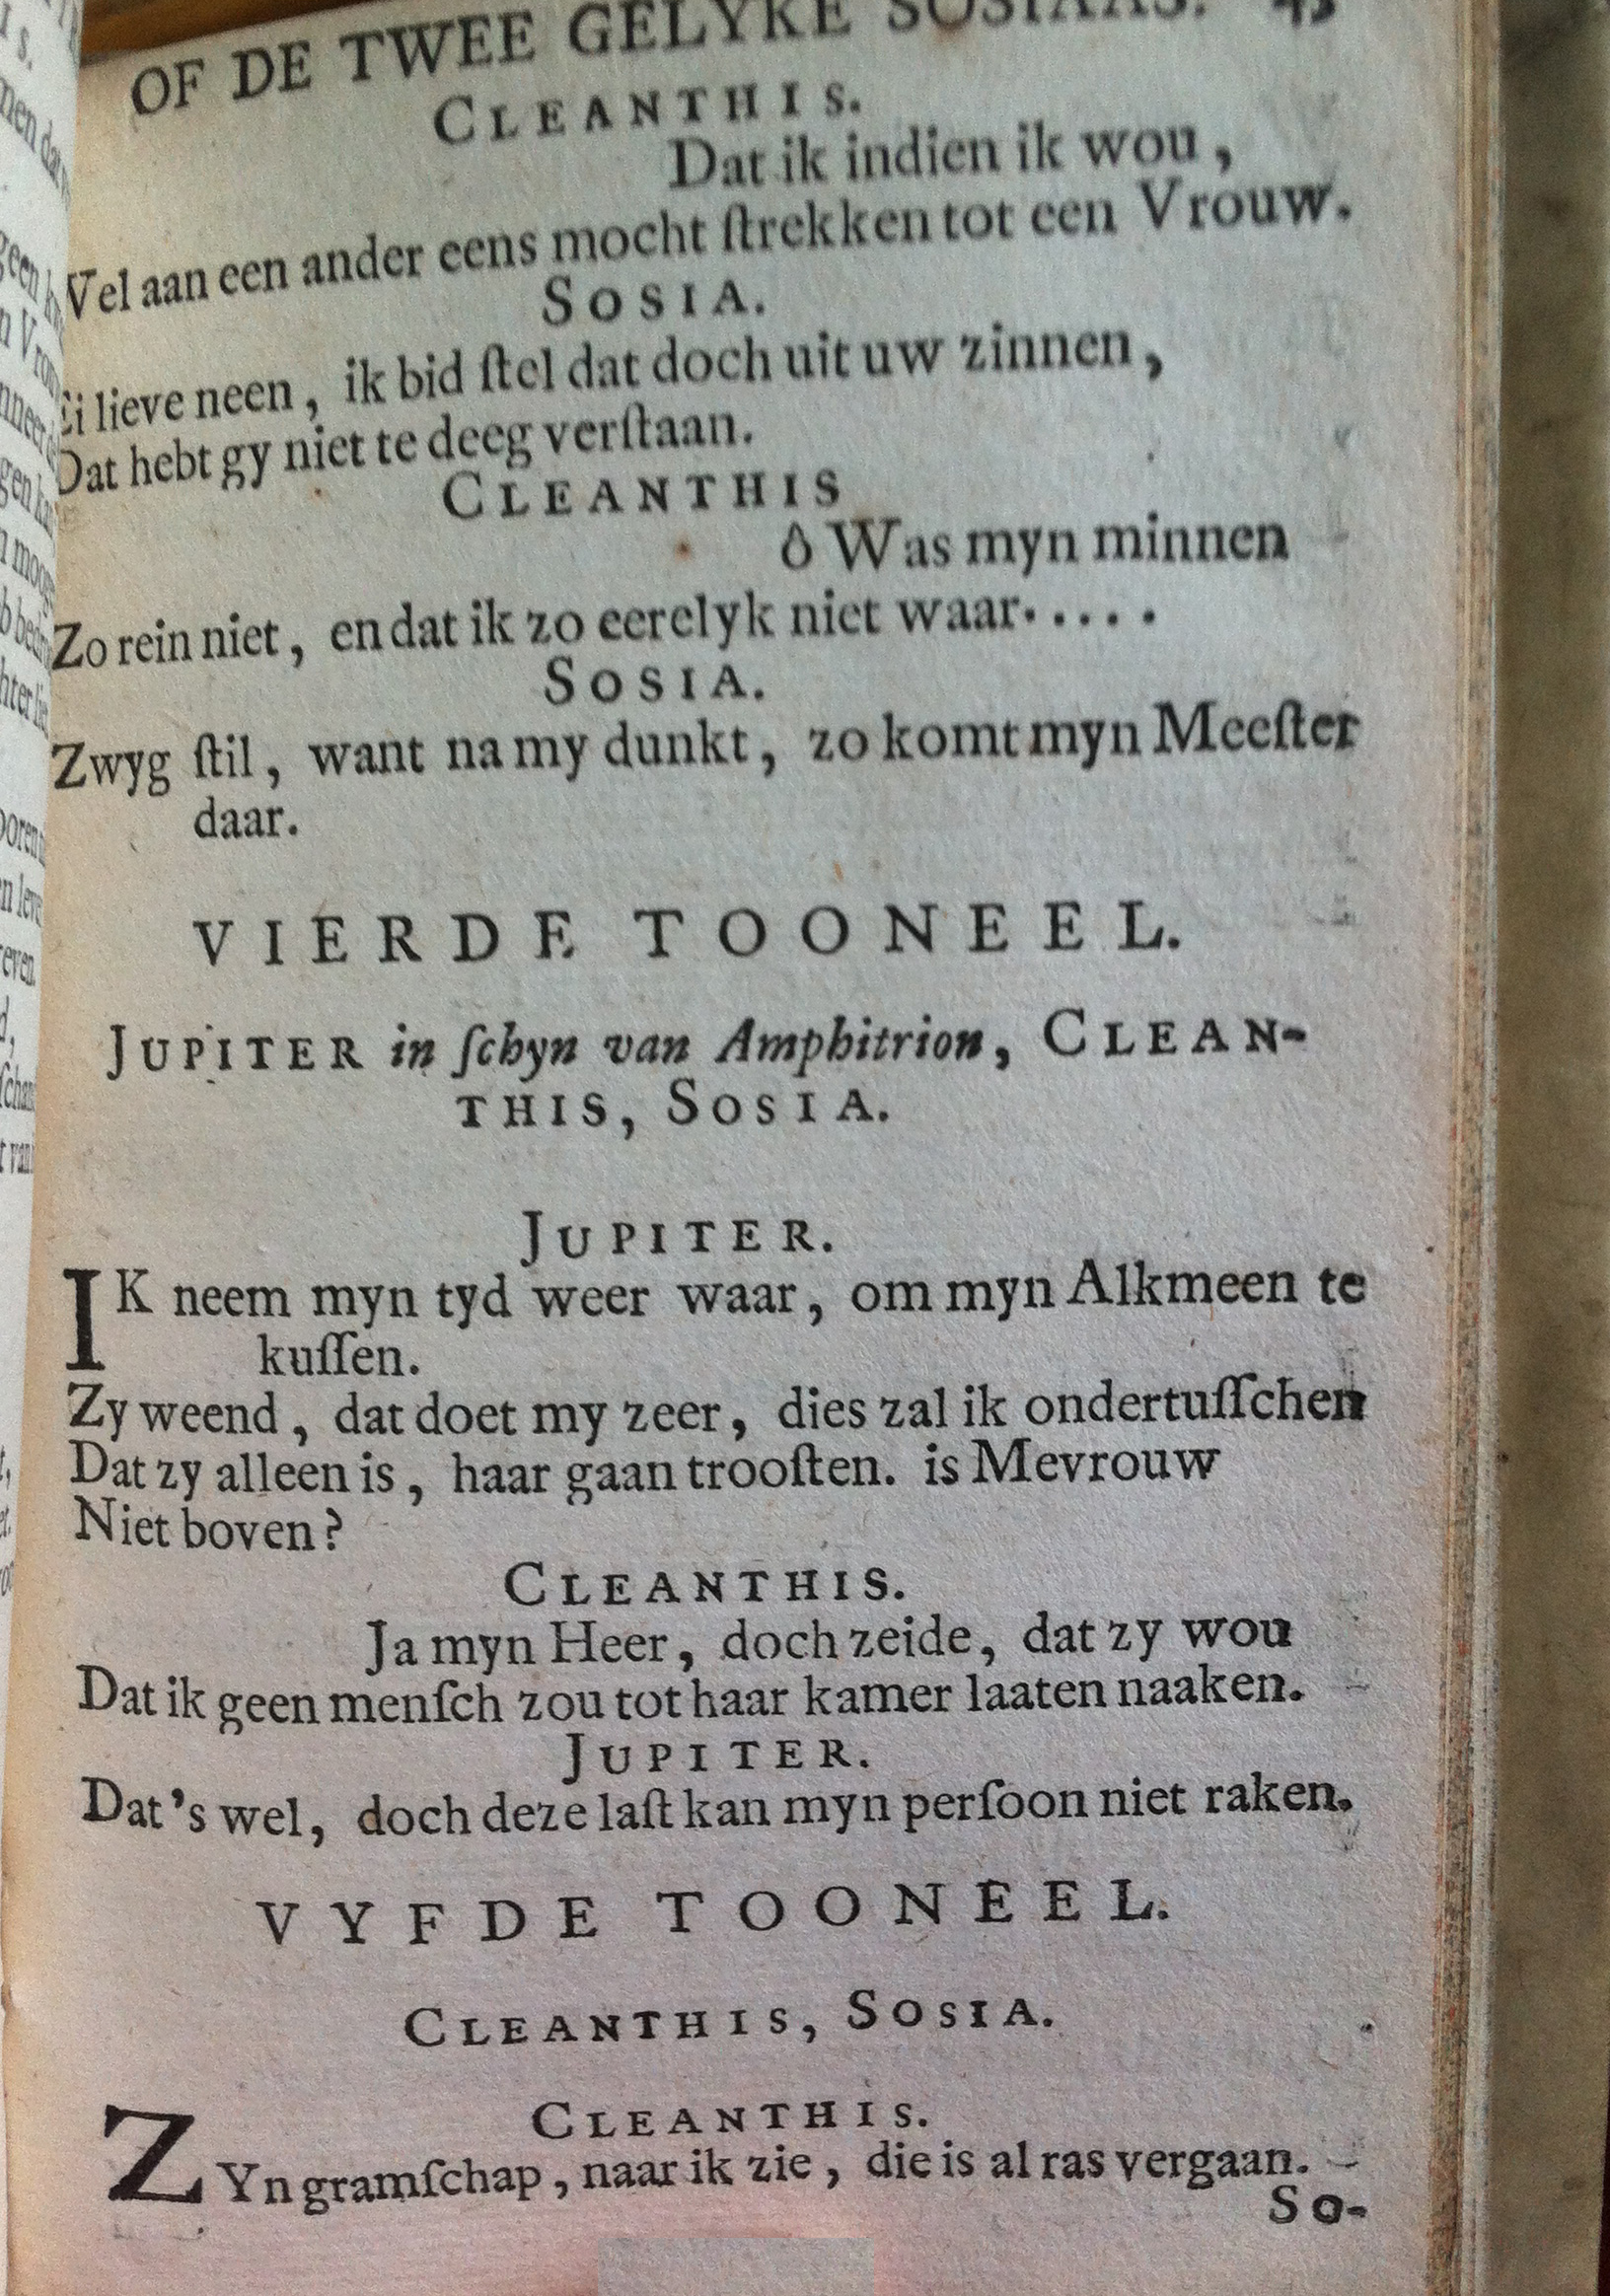 OF DE TWEE GELYKE SOSIAAS. 45
CLEANTHIS.
Dat ik indien ik wou,
Wel aan een ander eens mocht ſtrekken tot een Vrouw.
SOSIA.
Ei lieve neen, ik bid ſtel dat doch uit uw zinnen,
Dat hebt gy niet te deeg verſtaan.
CLEANTHIS
ô Was myn minnen
Zo rein niet, en dat ik zo eerelyk niet waar.....
SOSIA.
Zwyg ſtil, want na my dunkt, zo komt myn Meeſter
daar.
VIERDE TOONEEL.
JUPITER in ſchyn van Amphitrion, CLEAN-
THIS, SOSIA.
JUPITER.
IK neem myn tyd weer waar, om myn Alkmeen te
kuſſen.
Zy weend, dat doet my zeer, dies zal ik ondertuſſchen
Dat zy alleen is, haar gaan trooſten. is Mevrouw
Niet boven?
CLEANTHIS.
Ja myn Heer, doch zeide, dat zy wou
Dat ik geen menſch zou tot haar kamer laaten naaken.
JUPITER.
Dat's wel, doch deze laſt kan myn perſoon niet raken.
VYFDE TOONEEL.
CLEANTHIS, SOSIA.
CLEANTHIS.
ZYn gramſchap, naar ik zie, die is al ras vergaan.
SO-